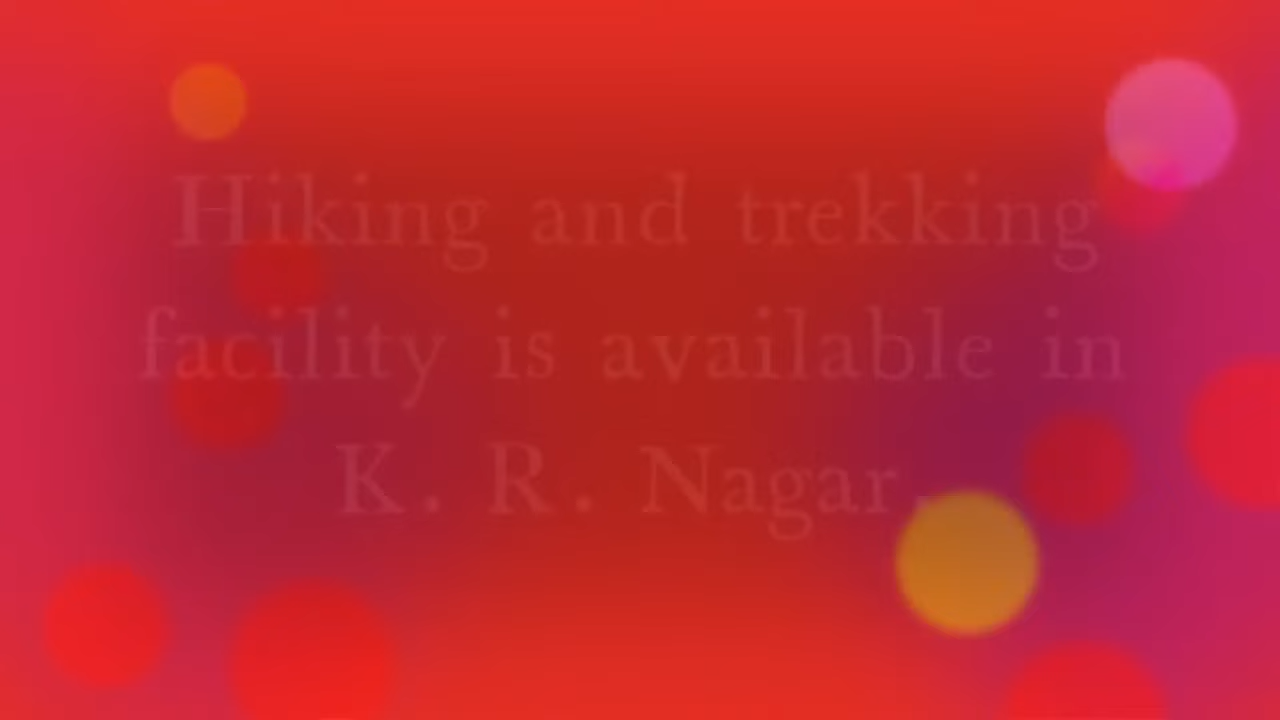 Hiking and trekking
facility is available in
K. R. Nagar.